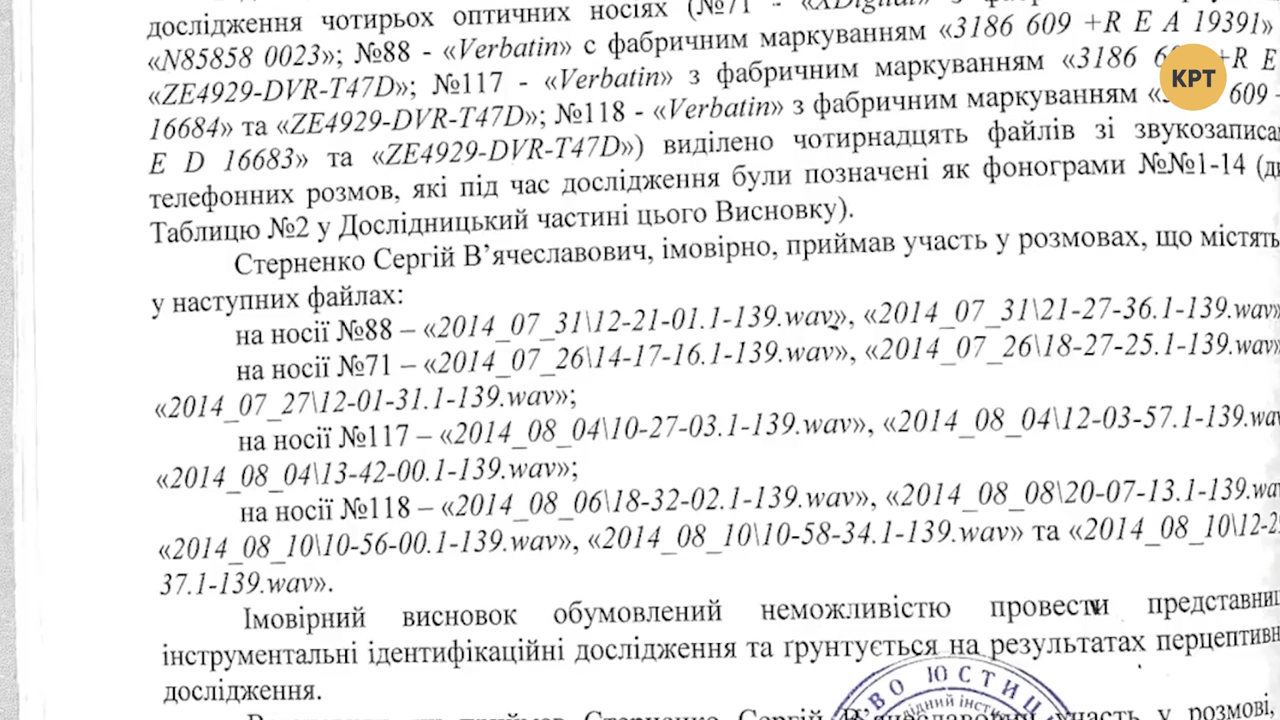 дослідження чотирьох оптичних носіях (№71 - «XDigital» з
«N85858 0023»; №88 - «Verbatin» с фабричним маркуванням «3186 609 +R E A 19391»
«ZE4929-DVR-T47D»; №117 - «Verbatin» з фабричним маркуванням «3186 +R E
16684» та «ZE4929-DVR-T47D»; №118 - «Verbatin» з фабричним маркуванням « 609
E D 16683» та «ZE4929-DVR-T47D») виділено чотирнадцять файлів зі
телефонних розмов, які під час дослідження були позначені як фонограми №№1-14
Таблицю №2 у Дослідницький частині цього Висновку).
Стерненко Сергій В’ячеславович, імовірно, приймав участь у розмовах, що містять
у наступних файлах:
на носії №88 – «2014_07_31\12-21-01.1-139.wav», «2014_07_31\21-27-36.1-139.wav»
на носії №71 – «2014_07_26\14-17-16.1-139.wav», «2014_07_26\18-27-25.1-139.wav»
«2014_07_27\12-01-31.1-139.wav»;
на носії №117 – «2014_08_04\10-27-03.1-139.wav», «2014_08_04\12-03-57.1-139.wav
«2014_08_04\13-42-00.1-139.wav»;
на носії №118 – «2014_08_06\18-32-02.1-139.wav», «2014_08_08\20-07-13.1-139.wav
«2014_08_10\10-56-00.1-139.wav», «2014_08_10\10-58-34.1-139.wav» та «2014_08_10\12-2
37.1-139.wav».
Імовірний висновок обумовлений неможливістю провести
інструментальні ідентифікаційні дослідження та ґрунтується на результатах
дослідження.
приймав Стерненко Сергій В’ячеславович участь у розмові,
КРТ
ЮСТИЦ